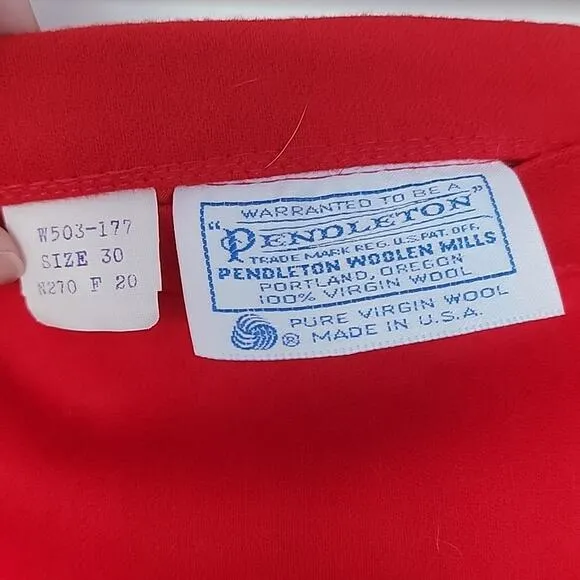 W503-177
SIZE 30
N270 F 20
WARRANTED TO BE A
"PENDLETON"
TRADE MARK REG. U.S. PAT. OFF.
PENDLETON WOOLEN MILLS
PORTLAND, OREGON
100% VIRGIN WOOL
PURE VIRGIN WOOL
® MADE IN U.S.A.